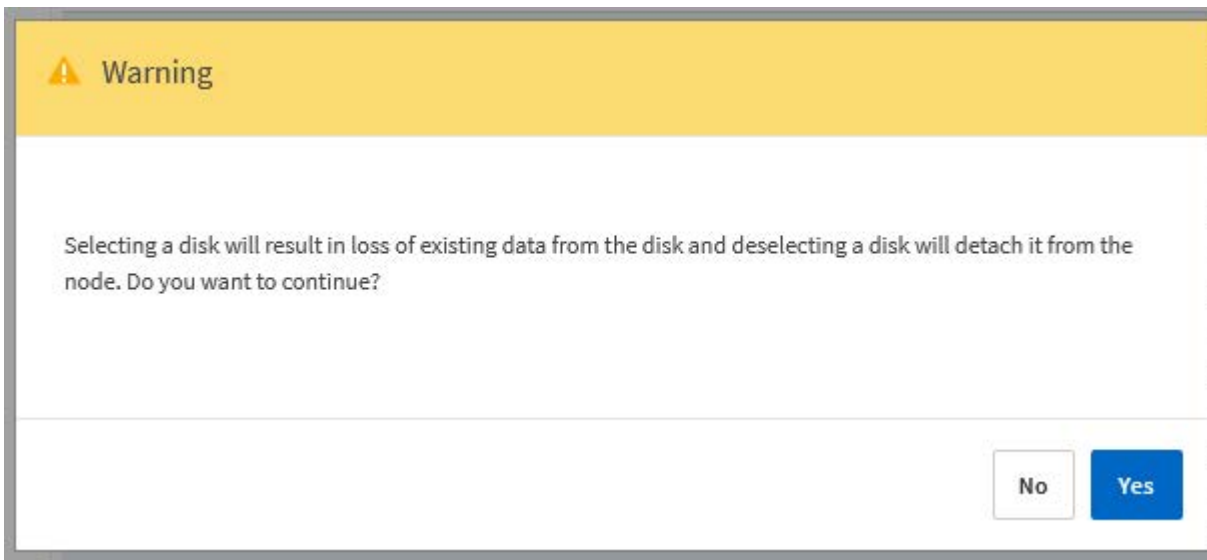 Warning
Selecting a disk will result in loss of existing data from the disk and deselecting a disk will detach it from the
node. Do you want to continue?
No
Yes